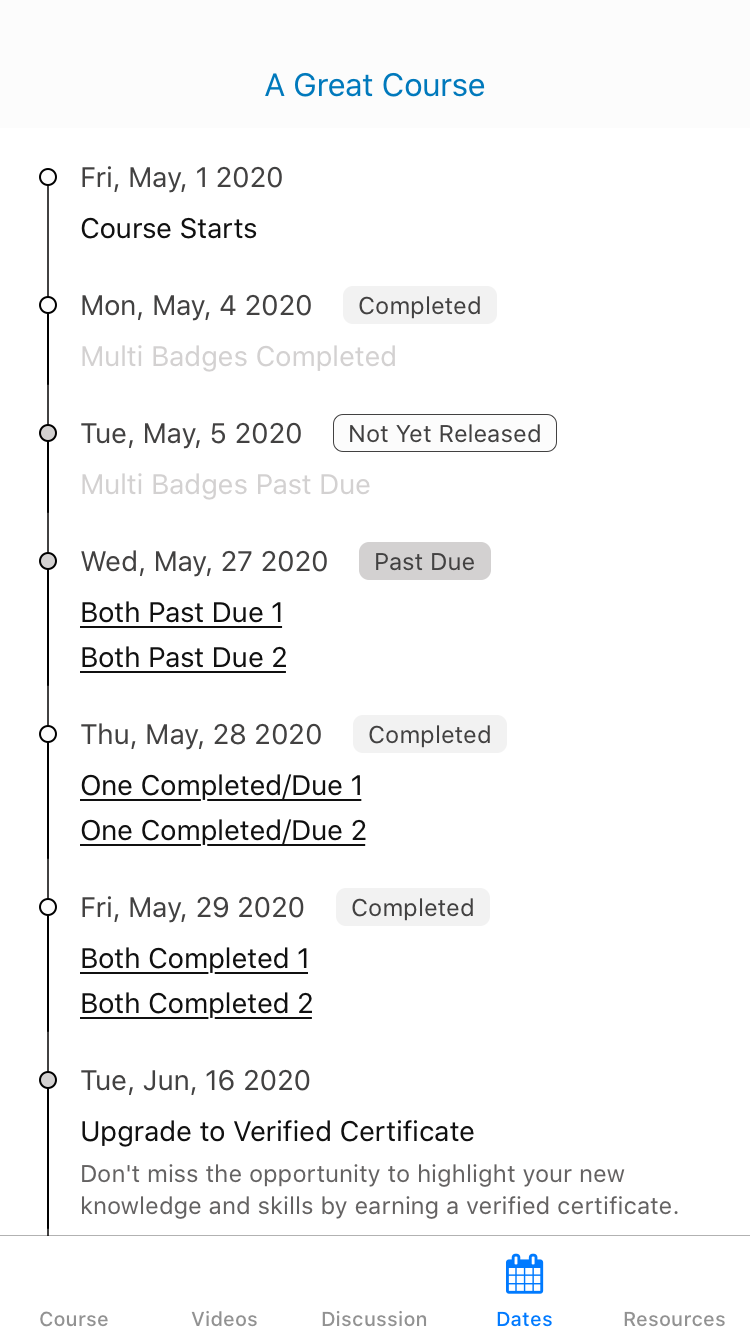 A Great Course
Fri, May, 1 2020
Course Starts
Mon, May, 4 2020 Completed
Multi Badges Completed
Tue, May, 5 2020 Not Yet Released
Multi Badges Past Due
Wed, May, 27 2020 Past Due
Both Past Due 1
Both Past Due 2
Thu, May, 28 2020 Completed
One Completed/Due 1
One Completed/Due 2
Fri, May, 29 2020 Completed
Both Completed 1
Both Completed 2
Tue, Jun, 16 2020
Upgrade to Verified Certificate
Don't miss the opportunity to highlight your new
knowledge and skills by earning a verified certificate.
Course Videos Discussion Dates Resources